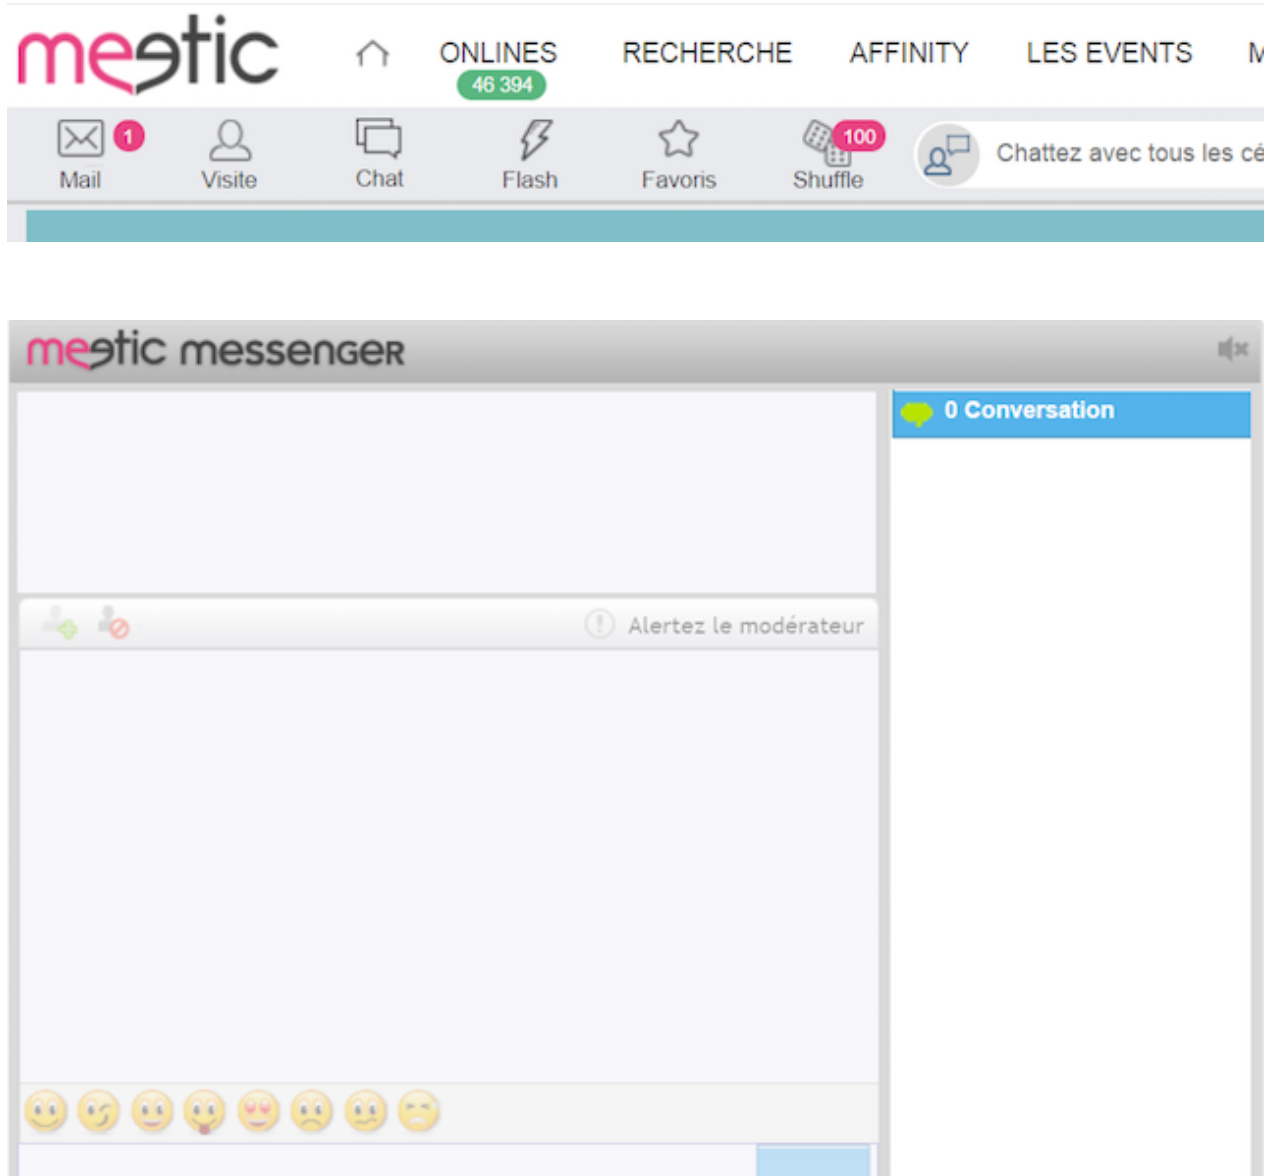 meetic
ONLINES RECHERCHE AFFINITY LES EVENTS
46 394
1 100
Chattez avec tous les
Mail Visite Chat Flash Favoris Shuffle
meetic messenger
0 Conversation
Alertez le modérateur